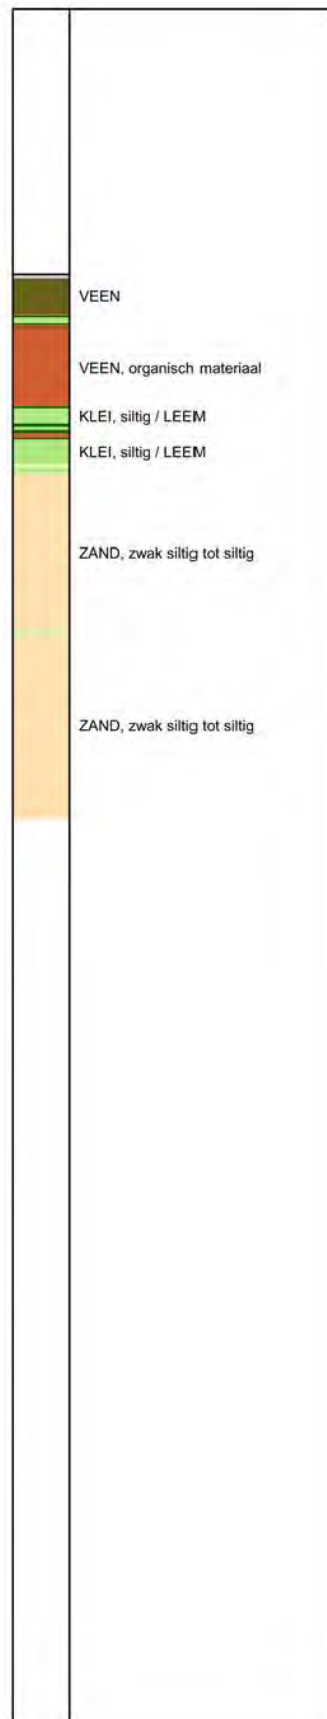 VEEN
VEEN, organisch materiaal
KLEI, siltig / LEEM
KLEI, siltig / LEEM
ZAND, zwak siltig tot siltig
ZAND, zwak siltig tot siltig